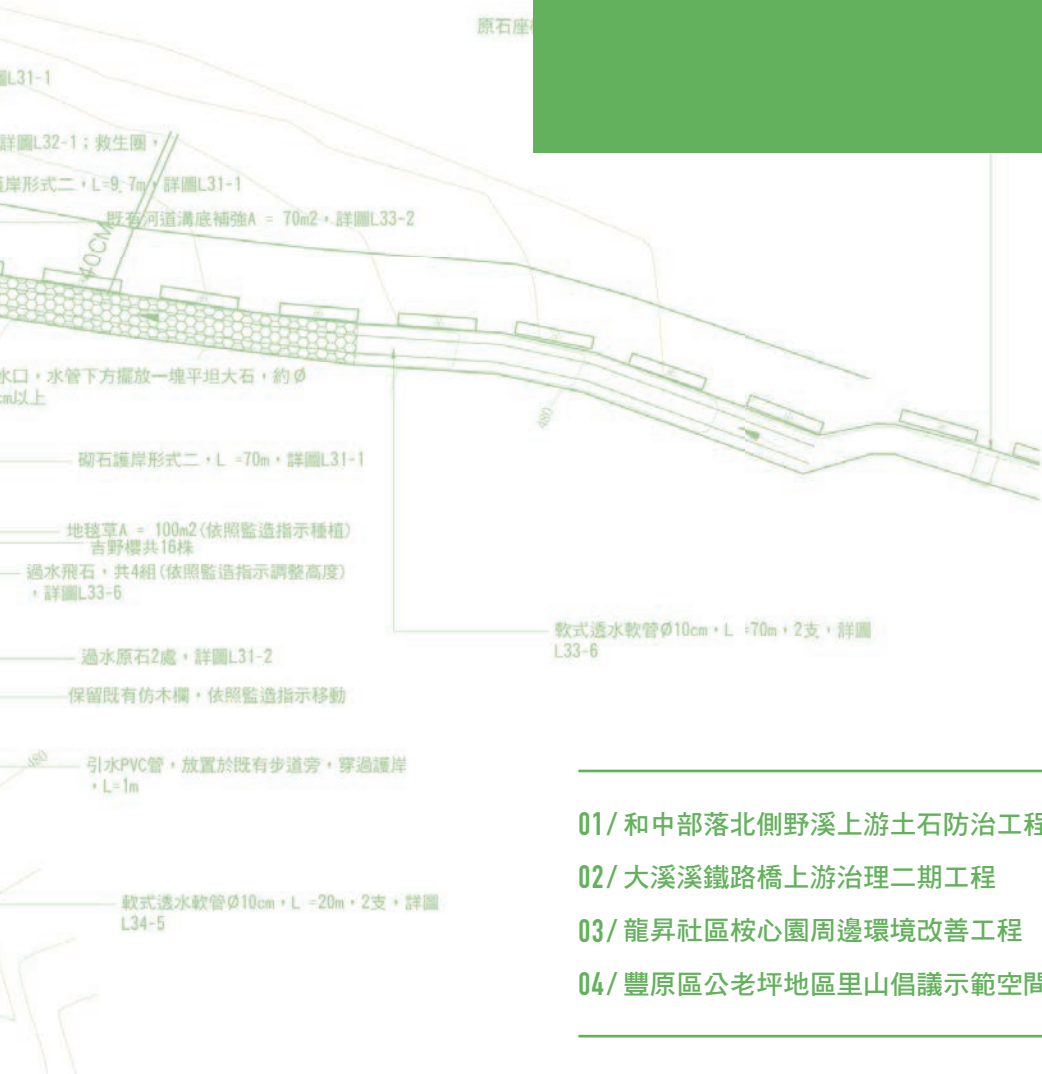 原石座
圖L31-1
詳圖L32-1；救生圈，
岸形式二，L=9.7m，詳圖L31-1
既有河道溝底補強A = 70m2，詳圖L33-2
40CM
水口，水管下方擺放一塊平坦大石，約Ø
cm以上
480
砌石護岸形式二，L =70m，詳圖L31-1
地毯草A = 100m2(依照監造指示種植)
吉野櫻共16株
過水飛石，共4組(依照監造指示調整高度)
，詳圖L33-6
軟式透水軟管Ø10cm，L =70m，2支，詳圖
L33-6
過水原石2處，詳圖L31-2
保留既有仿木欄，依照監造指示移動
480
引水PVC管，放置於既有步道旁，穿過護岸
，L=1m
01/ 和中部落北側野溪上游土石防治工程
02/ 大溪溪鐵路橋上游治理二期工程
軟式透水軟管Ø10cm，L =20m，2支，詳圖
L34-5
03/ 龍昇社區桉心園周邊環境改善工程
04/ 豐原區公老坪地區里山倡議示範空間